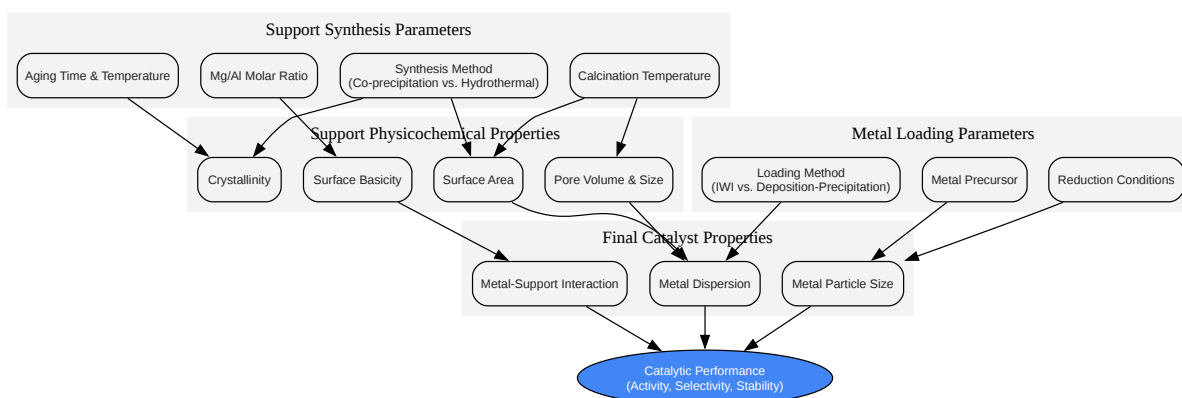 Support Synthesis Parameters
Aging Time & Temperature
Mg/Al Molar Ratio
Synthesis Method
(Co-precipitation vs. Hydrothermal)
Calcination Temperature
Support Physicochemical Properties
Metal Loading Parameters
Crystallinity
Surface Basicity
Surface Area
Pore Volume & Size
Loading Method
(IWI vs. Deposition-Precipitation)
Metal Precursor
Reduction Conditions
Final Catalyst Properties
Metal-Support Interaction
Metal Dispersion
Metal Particle Size
Catalytic Performance
(Activity, Selectivity, Stability)